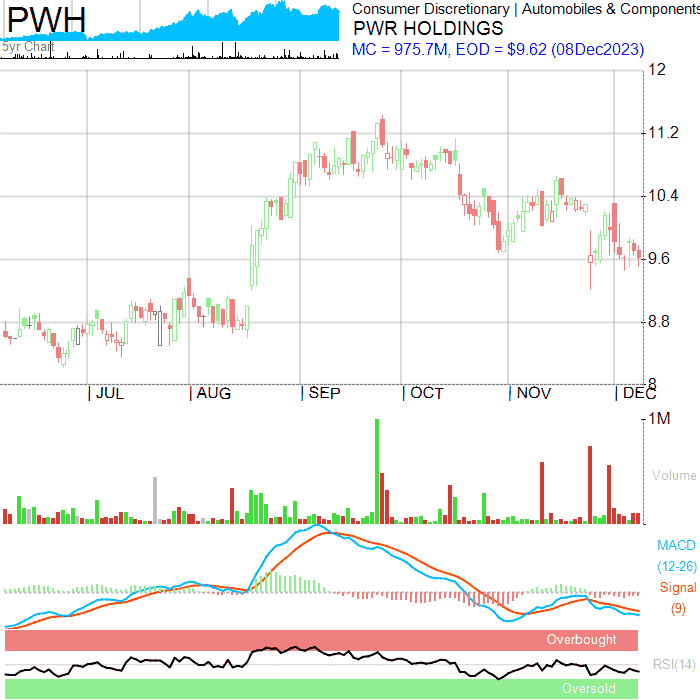 PWH
5yr Chart
Consumer Discretionary | Automobiles & Components
PWR HOLDINGS
MC = 975.7M, EOD = $9.62 (08Dec2023)
12
11.2
10.4
9.6
8.8
8
JUL AUG SEP OCT NOV DEC
1M
Volume
MACD
(12-26)
Signal
(9)
Overbought
RSI(14)
Oversold